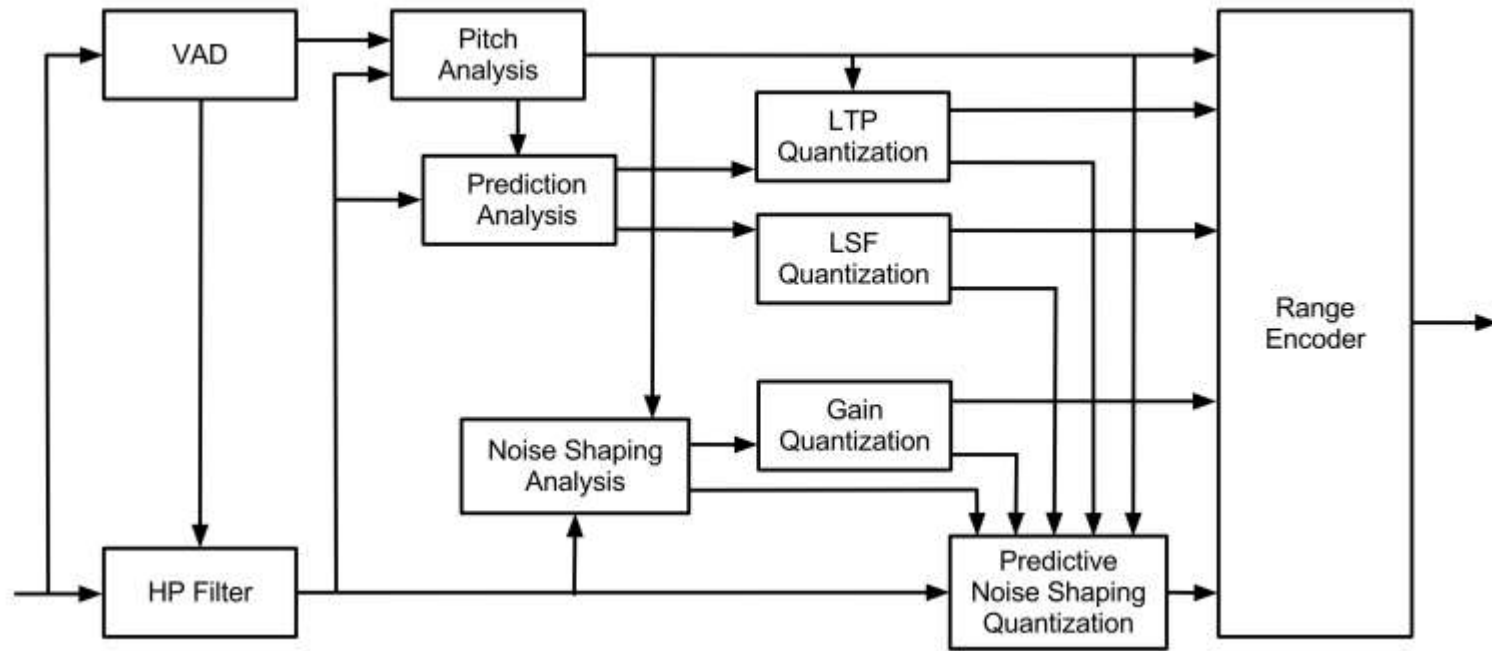 VAD
Pitch
Analysis
LTP
Quantization
Prediction
Analysis
LSF
Quantization
Range
Encoder
Gain
Quantization
Noise Shaping
Analysis
HP Filter
Predictive
Noise Shaping
Quantization